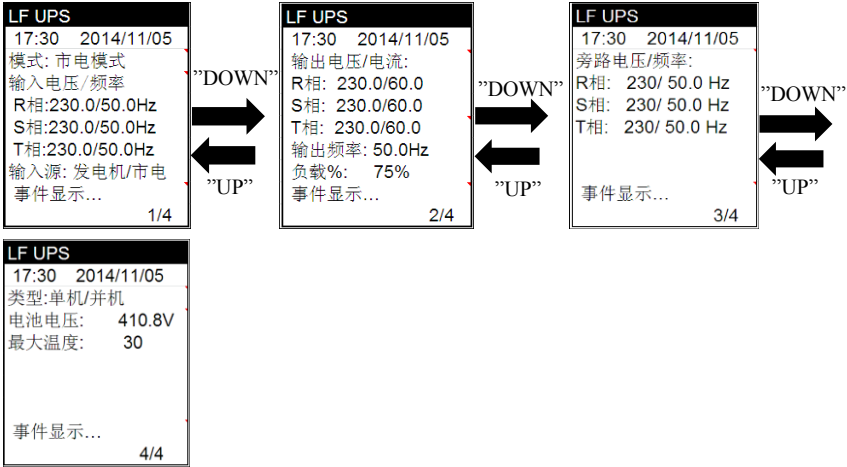 LF UPS
17:30 2014/11/05
模式: 市电模式
输入电压/频率
R相:230.0/50.0Hz
S相:230.0/50.0Hz
T相:230.0/50.0Hz
输入源: 发电机/市电
事件显示...
1/4
”DOWN”
”UP”
LF UPS
17:30 2014/11/05
输出电压/电流:
R相: 230.0/60.0
S相: 230.0/60.0
T相: 230.0/60.0
输出频率: 50.0Hz
负载%: 75%
事件显示...
2/4
”DOWN”
”UP”
LF UPS
17:30 2014/11/05
旁路电压/频率:
R相: 230/ 50.0 Hz
S相: 230/ 50.0 Hz
T相: 230/ 50.0 Hz
事件显示...
3/4
”DOWN”
”UP”
LF UPS
17:30 2014/11/05
类型:单机/并机
电池电压: 410.8V
最大温度: 30
事件显示...
4/4